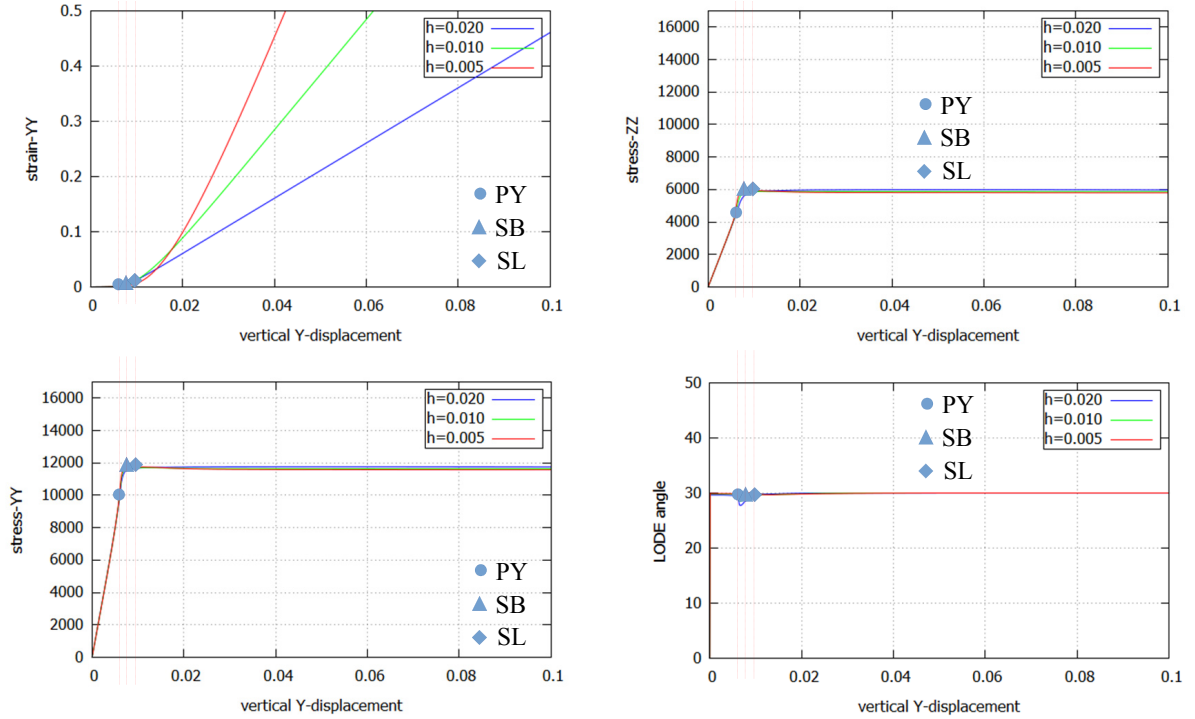 0.5
0.4
0.3
0.2
0.1
0
strain-YY
h=0.020
h=0.010
h=0.005
PY
SB
SL
0 0.02 0.04 0.06 0.08 0.1
vertical Y-displacement
16000
14000
12000
10000
8000
6000
4000
2000
0
stress-ZZ
h=0.020
h=0.010
h=0.005
PY
SB
SL
0 0.02 0.04 0.06 0.08 0.1
vertical Y-displacement
16000
14000
12000
10000
8000
6000
4000
2000
0
stress-YY
h=0.020
h=0.010
h=0.005
PY
SB
SL
0 0.02 0.04 0.06 0.08 0.1
vertical Y-displacement
50
40
30
20
10
0
LODE angle
h=0.020
h=0.010
h=0.005
PY
SB
SL
0 0.02 0.04 0.06 0.08 0.1
vertical Y-displacement